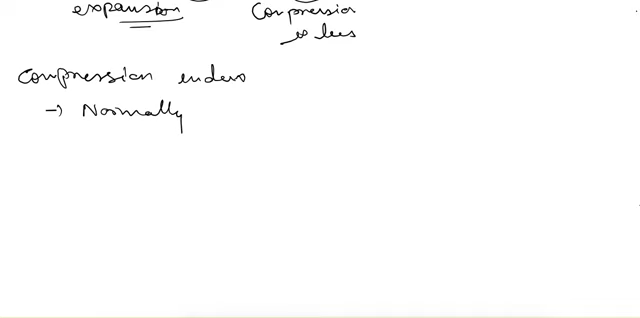 expansion Compression
is less
Compression index
→ Normally